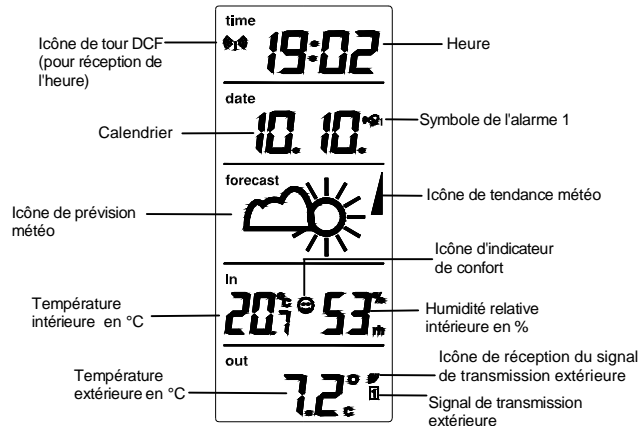 time
Icône de tour DCF
(pour réception de
l'heure)
19:02
Heure
date
Calendrier
10. 10.
Symbole de l'alarme 1
forecast
Icône de tendance météo
Icône de prévision
météo
Icône d'indicateur
de confort
In
Température
intérieure en °C
20.7 °C
53 % rh
Humidité relative
intérieure en %
out
Température
extérieure en °C
7.2 °C
1
Icône de réception du signal
de transmission extérieure
Signal de transmission
extérieure